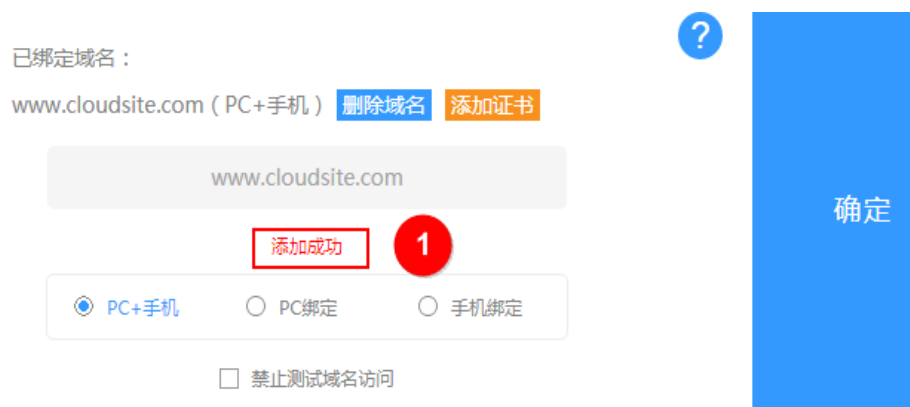 ?
已绑定域名：
www.cloudsite.com（PC+手机） 删除域名 添加证书
www.cloudsite.com
确定
添加成功 1
PC+手机 PC绑定 手机绑定
禁止测试域名访问